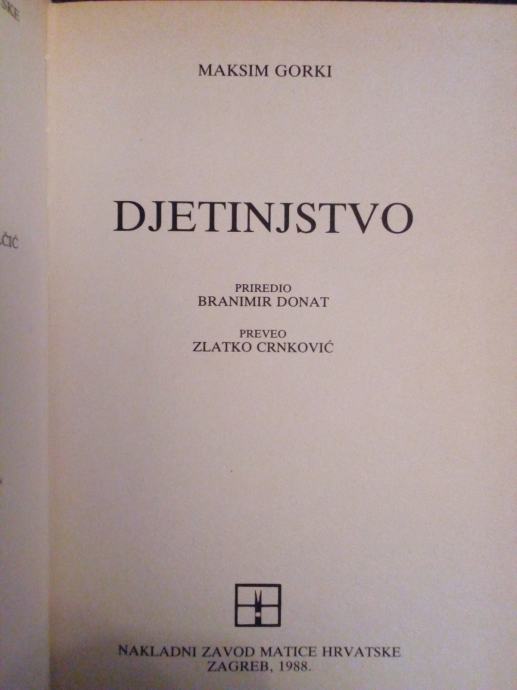 MAKSIM GORKI
DJETINJSTVO
PRIREDIO
BRANIMIR DONAT
PREVEO
ZLATKO CRNKOVIĆ
NAKLADNI ZAVOD MATICE HRVATSKE
ZAGREB, 1988.